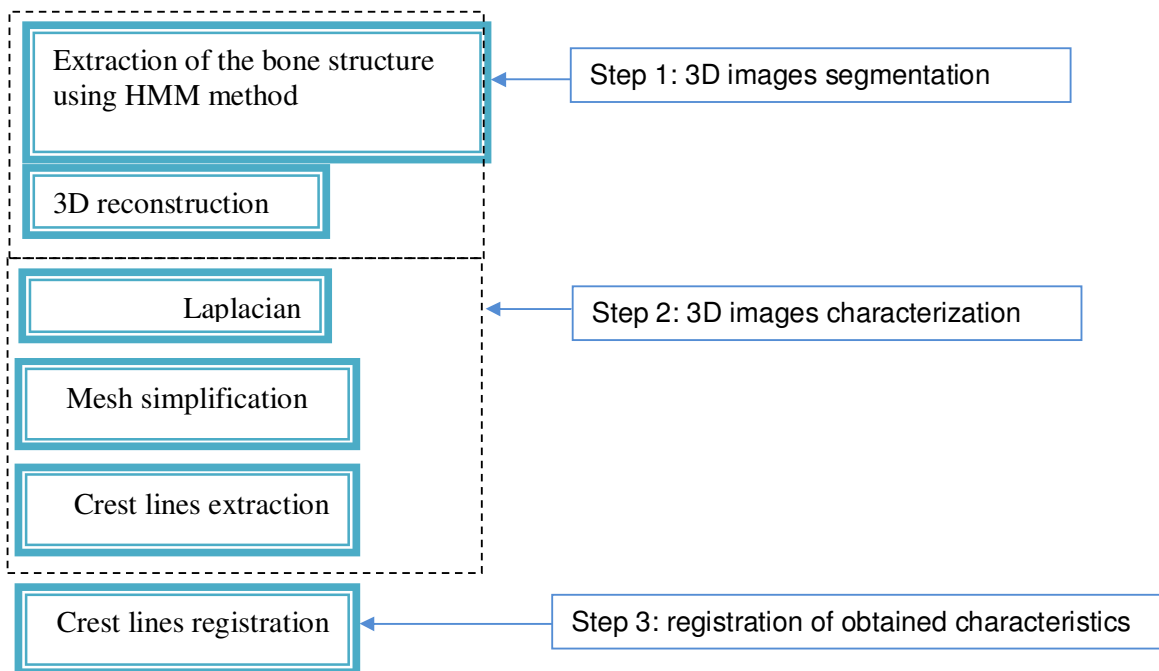 Extraction of the bone structure
using HMM method
Step 1: 3D images segmentation
3D reconstruction
Laplacian
Step 2: 3D images characterization
Mesh simplification
Crest lines extraction
Crest lines registration
Step 3: registration of obtained characteristics